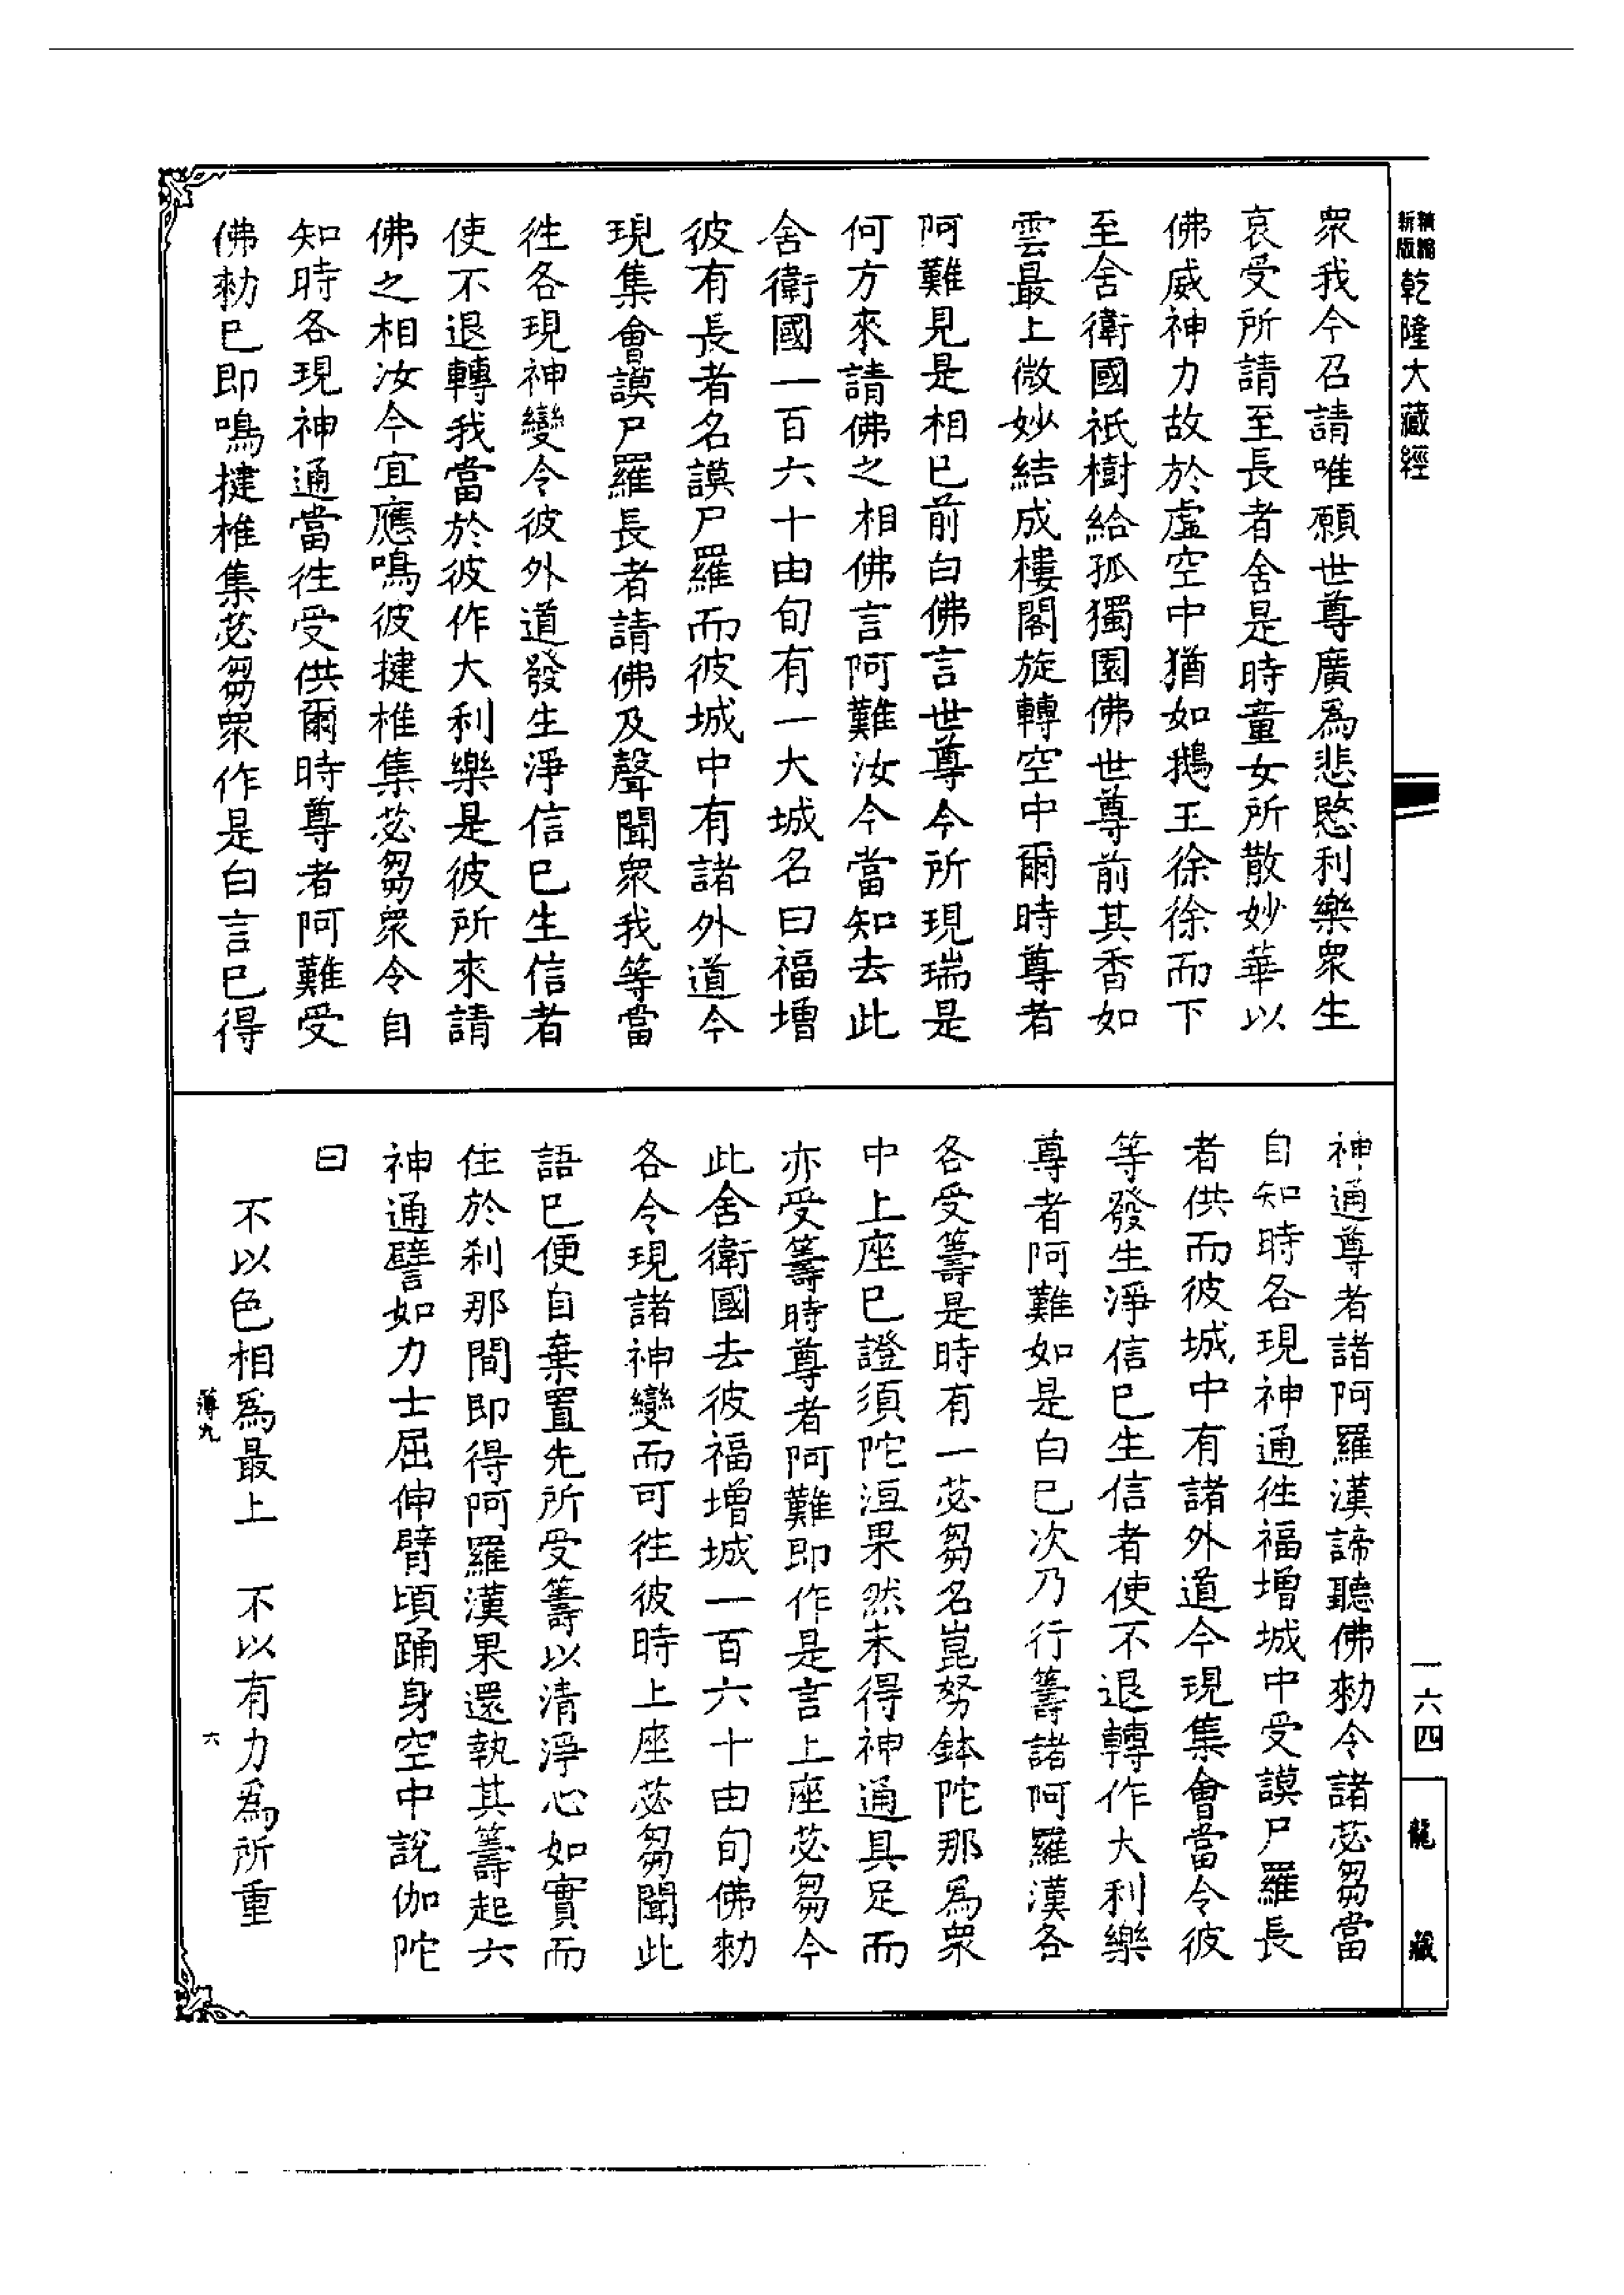 新版精縮
乾隆大藏經
衆我今召請唯願世尊廣爲悲愍利樂衆生
哀受所請至長者舍是時童女所散妙華以
佛威神力故於虛空中猶如鵝王徐徐而下
至舍衛國祇樹給孤獨園佛世尊前其香如
雲最上微妙結成樓閣旋轉空中爾時尊者
阿難見是相已前白佛言世尊今所現瑞是
何方來請佛之相佛言阿難汝今當知去此
舍衛國一百六十由旬有一大城名曰福增
彼有長者名謨尸羅而彼城中有諸外道今
現集會謨尸羅長者請佛及聲聞衆我等當
徃各現神變令彼外道發生淨信已生信者
使不退轉我當於彼作大利樂是彼所來請
佛之相汝今宜應鳴彼揵椎集苾芻衆令自
知時各現神通當徃受供爾時尊者阿難受
佛勑已即鳴揵椎集苾芻衆作是白言已得
神通尊者諸阿羅漢諦聽佛勑令諸苾芻當
自知時各現神通徃福增城中受謨尸羅長
者供而彼城中有諸外道今現集會當令彼
等發生淨信已生信者使不退轉作大利樂
尊者阿難如是白已次乃行籌諸阿羅漢各
各受籌是時有一苾芻名崑努鉢陀那爲衆
中上座已證須陀洹果然未得神通具足而
亦受籌時尊者阿難即作是言上座苾芻今
此舍衛國去彼福增城一百六十由旬佛勑
各令現諸神變而可徃彼時上座苾芻聞此
語已便自棄置先所受籌以清淨心如實而
住於刹那間即得阿羅漢果還執其籌起六
神通譬如力士屈伸臂頃踊身空中說伽陀
曰
不以色相爲最上　不以有力爲所重
薄九
六
一六四
龍藏